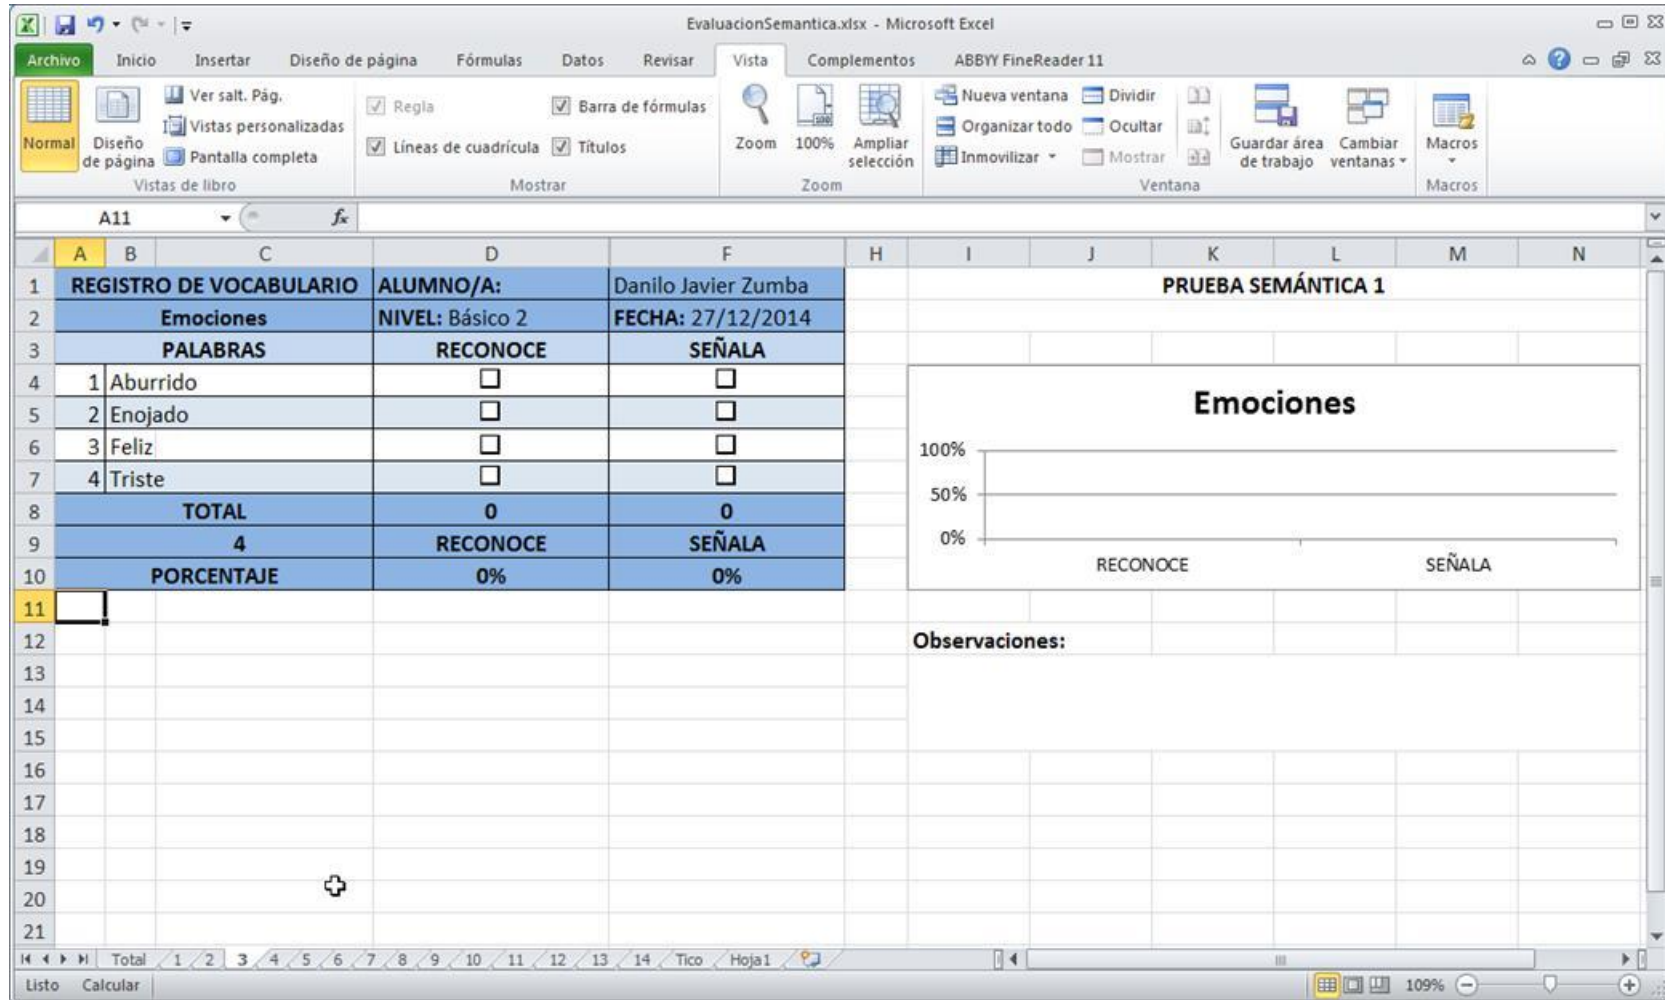 EvaluacionSemantica.xlsx - Microsoft Excel
Archivo Inicio Insertar Diseño de página Fórmulas Datos Revisar Vista Complementos ABBYY FineReader 11
Normal
Diseño de página
Ver salt. Pág.
Vistas personalizadas
Pantalla completa
Vistas de libro
Regla
Barra de fórmulas
Líneas de cuadrícula
Títulos
Mostrar
Zoom
100%
Ampliar selección
Zoom
Nueva ventana
Organizar todo
Inmovilizar
Dividir
Ocultar
Mostrar
Guardar área de trabajo
Cambiar ventanas
Ventana
Macros
Macros
A11 fx
A B C D F H I J K L M N
1 REGISTRO DE VOCABULARIO ALUMNO/A: Danilo Javier Zumba PRUEBA SEMÁNTICA 1
2 Emociones NIVEL: Básico 2 FECHA: 27/12/2014
3 PALABRAS RECONOCE SEÑALA
4 1 Aburrido
5 2 Enojado
6 3 Feliz
7 4 Triste
8 TOTAL 0 0
9 4 RECONOCE SEÑALA
10 PORCENTAJE 0% 0%
Emociones
100%
50%
0%
RECONOCE SEÑALA
11
12 Observaciones:
13
14
15
16
17
18
19
20
21
Total 1 2 3 4 5 6 7 8 9 10 11 12 13 14 Tico Hoja1
Listo Calcular 109%